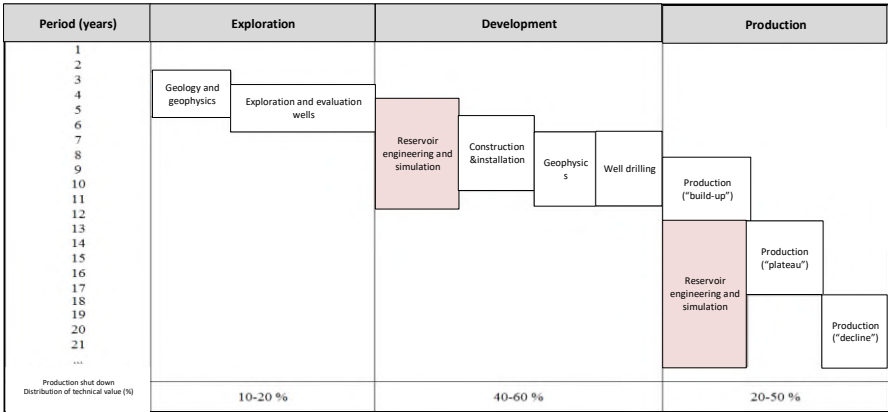 Period (years)
Exploration
Development
Production
1
2
3
4
5
6
7
8
9
10
11
12
13
14
15
16
17
18
19
20
21
...
Geology and
geophysics
Exploration and evaluation
wells
Reservoir
engineering and
simulation
Construction
&installation
Geophysic
s
Well drilling
Production
("build-up")
Reservoir
engineering and
simulation
Production
("plateau")
Production
("decline")
Production shut down
Distribution of technical value (%)
10-20 %
40-60 %
20-50 %